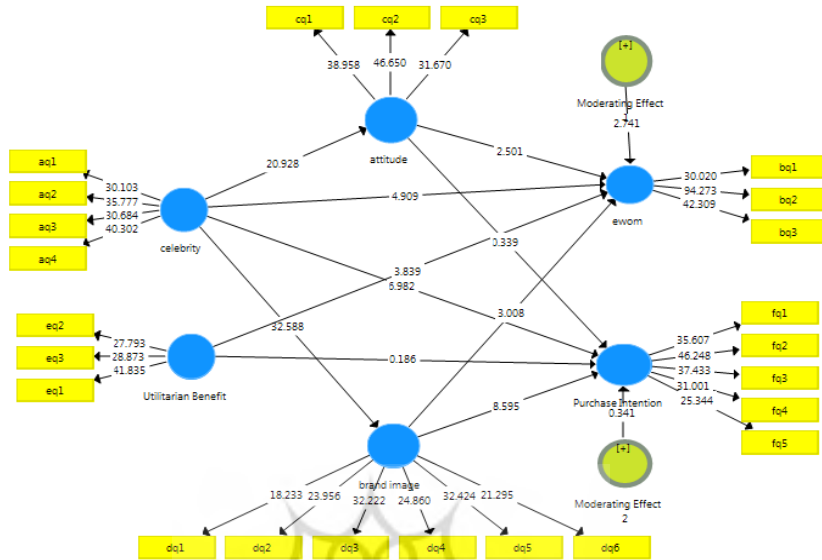 cq1
cq2
cq3
38.958
46.650
31.670
[+]
Moderating Effect
2.741
attitude
20.928
2.501
aq1
aq2
aq3
aq4
30.103
35.777
30.684
40.302
celebrity
4.909
30.020
94.273
42.309
bq1
bq2
bq3
ewom
0.339
3.839
6.982
eq2
eq3
eq1
27.793
28.873
41.835
Utilitarian Benefit
32.588
3.008
0.186
fq1
fq2
fq3
fq4
fq5
35.607
46.248
37.433
31.001
25.344
Purchase Intention
0.341
8.595
[+]
Moderating Effect
2
brand image
18.233
23.956
32.222
24.860
32.424
21.295
dq1
dq2
dq3
dq4
dq5
dq6